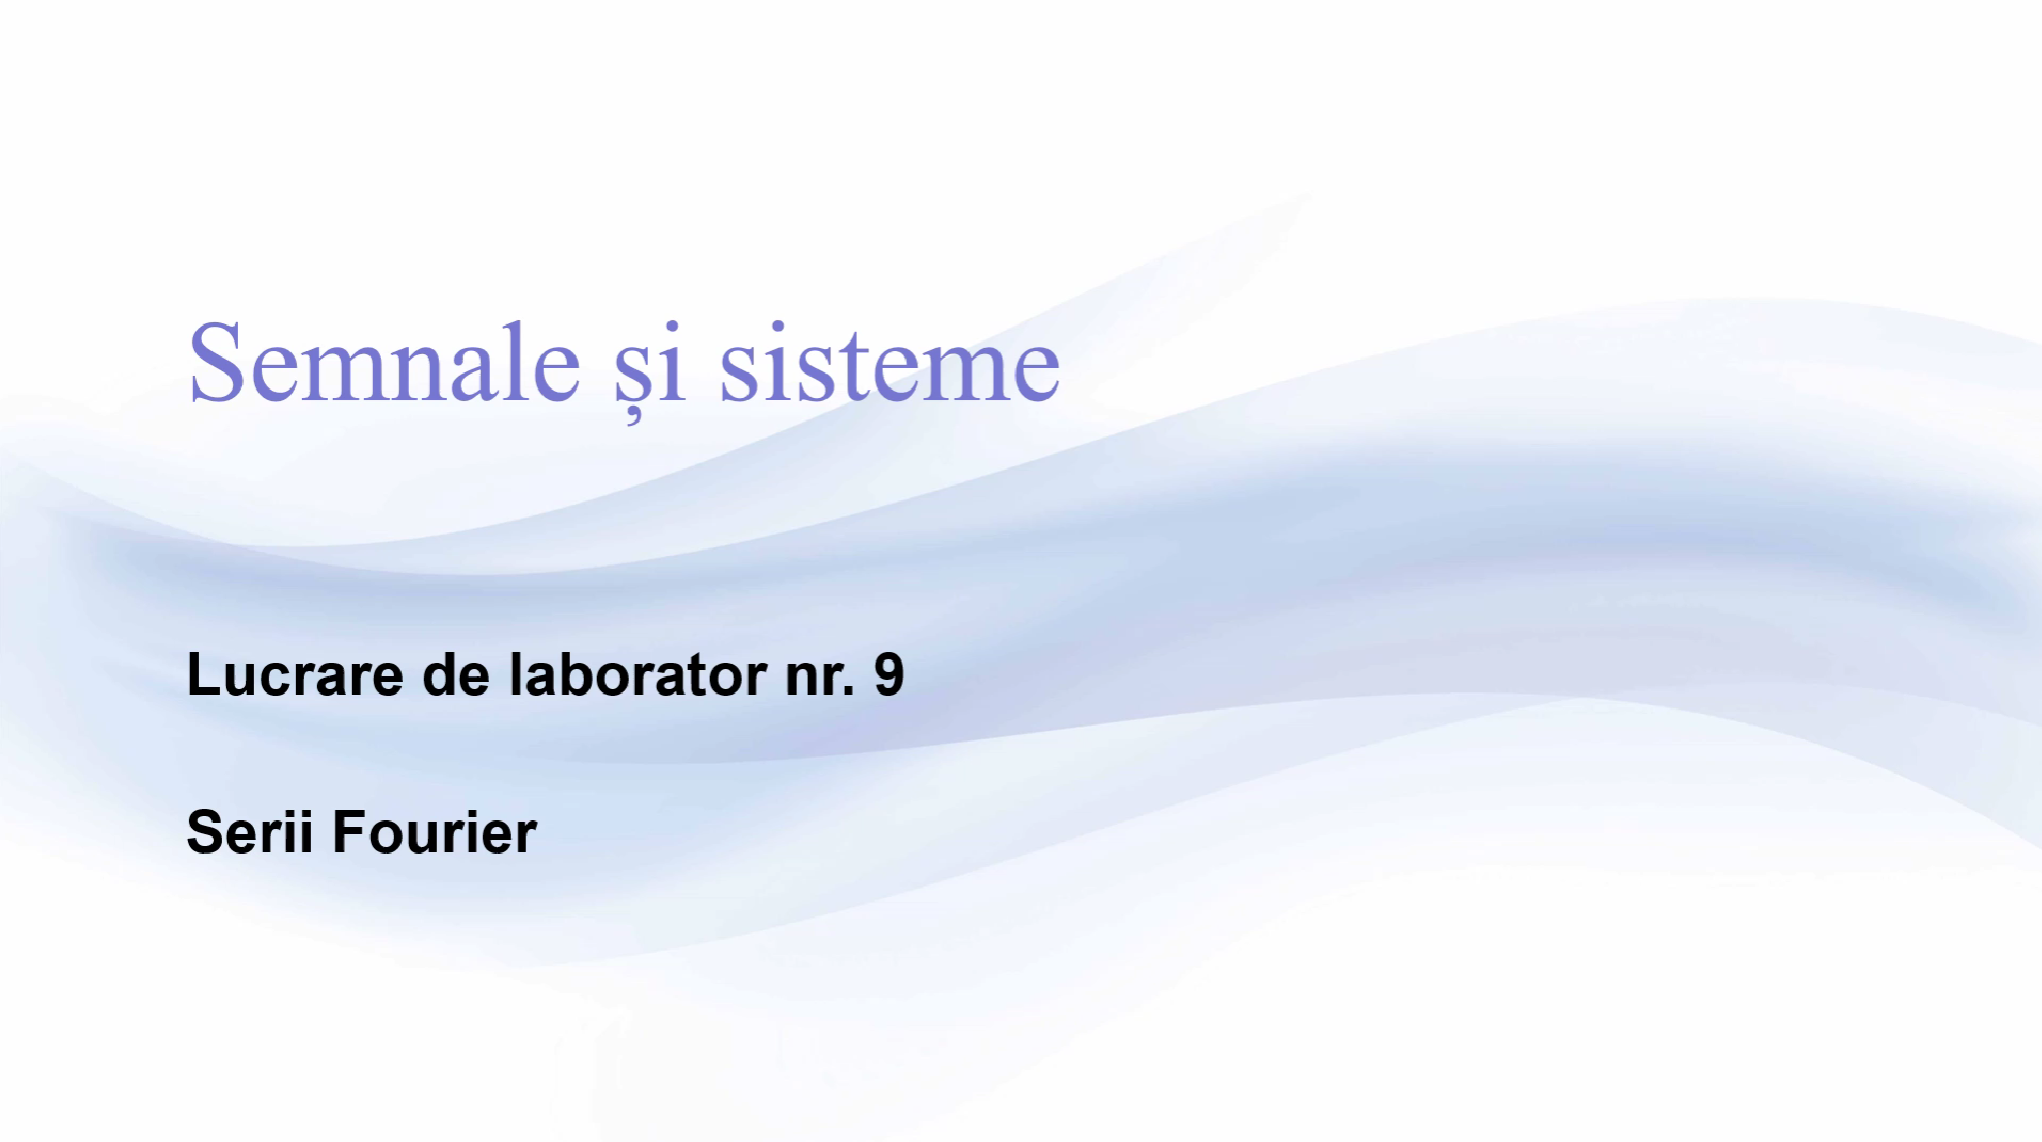 Semnale și sisteme
Lucrare de laborator nr. 9
Serii Fourier